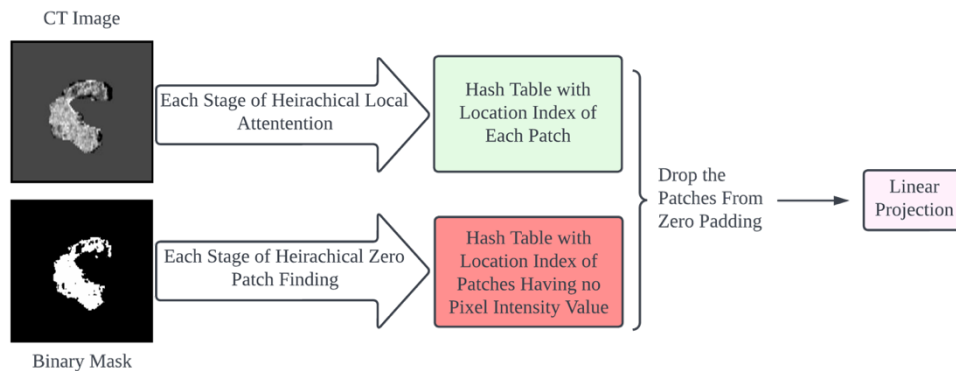 CT Image
Each Stage of Heirachical Local
Attentention
Hash Table with
Location Index of
Each Patch
Binary Mask
Each Stage of Heirachical Zero
Patch Finding
Hash Table with
Location Index of
Patches Having no
Pixel Intensity Value
Drop the
Patches From
Zero Padding
Linear
Projection